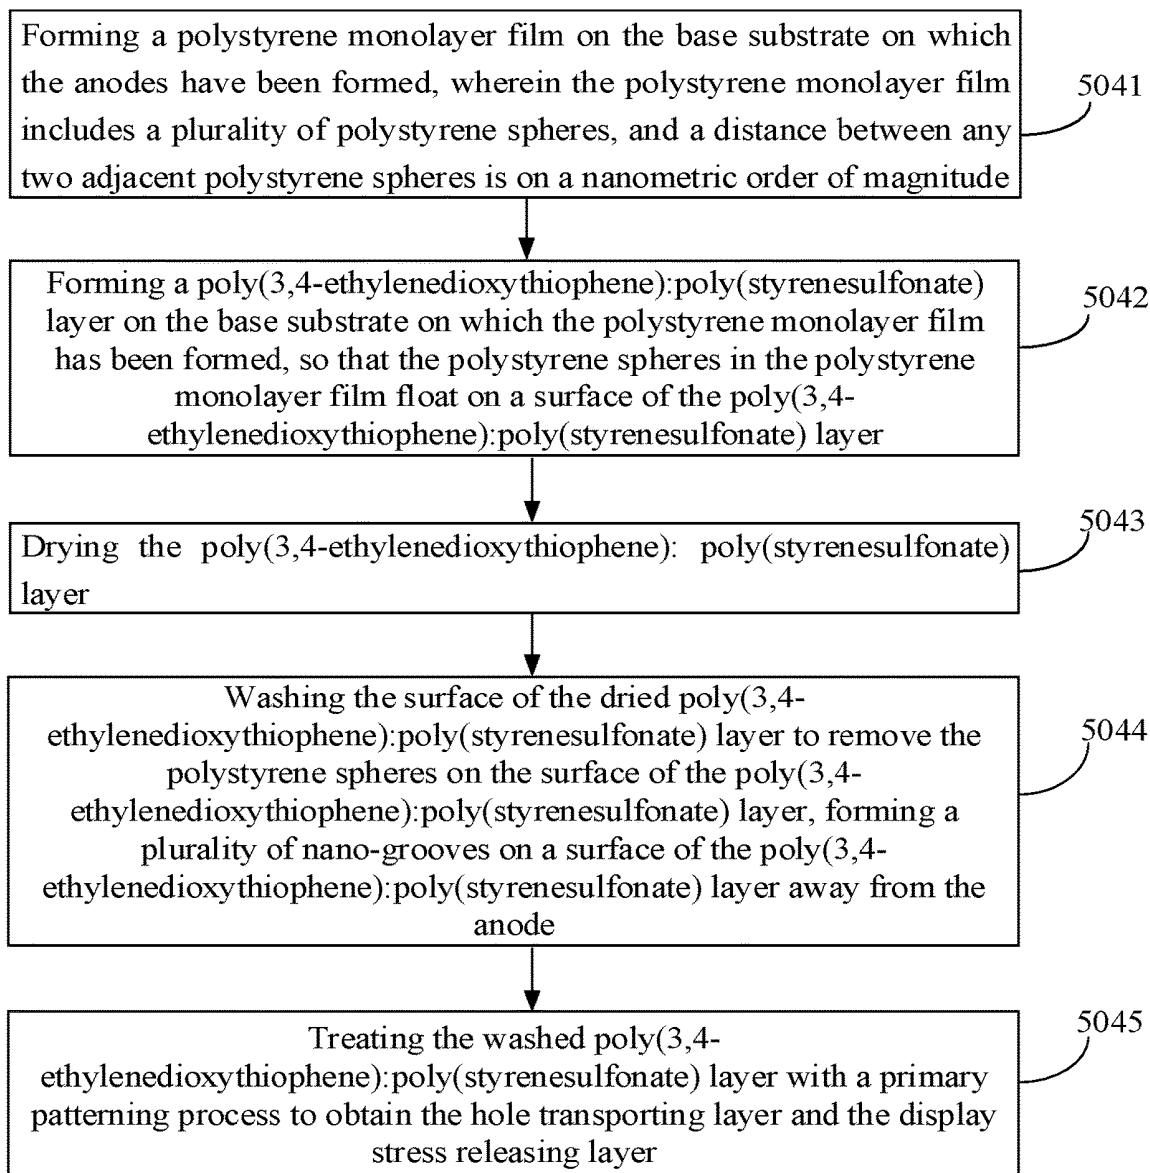 Forming a polystyrene monolayer film on the base substrate on which
the anodes have been formed, wherein the polystyrene monolayer film
includes a plurality of polystyrene spheres, and a distance between any
two adjacent polystyrene spheres is on a nanometric order of magnitude
5041
Forming a poly(3,4-ethylenedioxythiophene):poly(styrenesulfonate)
layer on the base substrate on which the polystyrene monolayer film
has been formed, so that the polystyrene spheres in the polystyrene
monolayer film float on a surface of the poly(3,4-
ethylenedioxythiophene):poly(styrenesulfonate) layer
5042
Drying the poly(3,4-ethylenedioxythiophene): poly(styrenesulfonate)
layer
5043
Washing the surface of the dried poly(3,4-
ethylenedioxythiophene):poly(styrenesulfonate) layer to remove the
polystyrene spheres on the surface of the poly(3,4-
ethylenedioxythiophene):poly(styrenesulfonate) layer, forming a
plurality of nano-grooves on a surface of the poly(3,4-
ethylenedioxythiophene):poly(styrenesulfonate) layer away from the
anode
5044
Treating the washed poly(3,4-
ethylenedioxythiophene):poly(styrenesulfonate) layer with a primary
patterning process to obtain the hole transporting layer and the display
stress releasing layer
5045